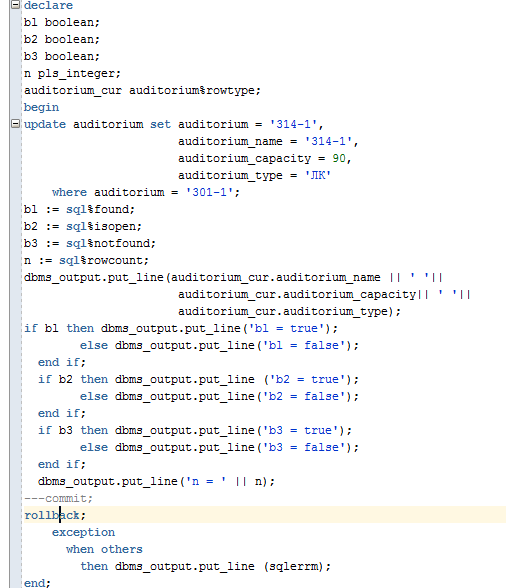 declare
b1 boolean;
b2 boolean;
b3 boolean;
n pls_integer;
auditorium_cur auditorium%rowtype;
begin
update auditorium set auditorium = '314-1',
auditorium_name = '314-1',
auditorium_capacity = 90,
auditorium_type = 'ЛК'
where auditorium = '301-1';
b1 := sql%found;
b2 := sql%isopen;
b3 := sql%notfound;
n := sql%rowcount;
dbms_output.put_line(auditorium_cur.auditorium_name || ' '||
auditorium_cur.auditorium_capacity|| ' '||
auditorium_cur.auditorium_type);
if b1 then dbms_output.put_line('b1 = true');
else dbms_output.put_line('b1 = false');
end if;
if b2 then dbms_output.put_line ('b2 = true');
else dbms_output.put_line('b2 = false');
end if;
if b3 then dbms_output.put_line('b3 = true');
else dbms_output.put_line('b3 = false');
end if;
dbms_output.put_line('n = ' || n);
---commit;
rollback;
exception
when others
then dbms_output.put_line (sqlerrm);
end;